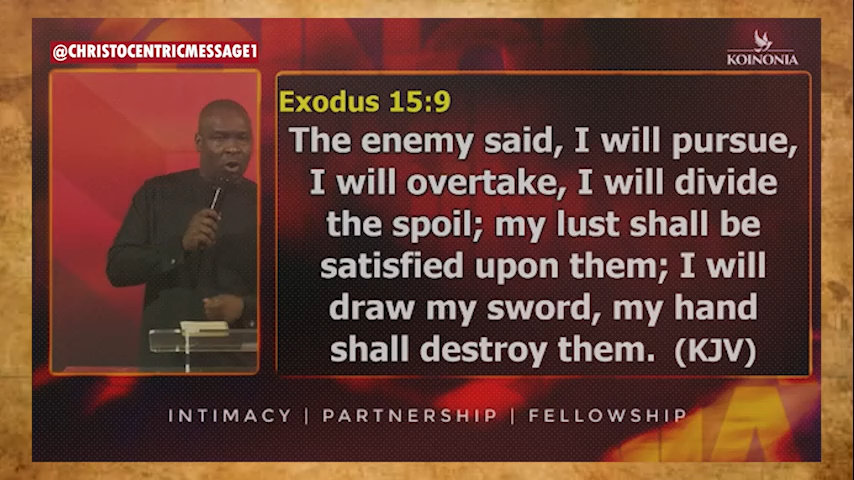 @CHRISTOCENTRICMESSAGE1
KOINONIA
Exodus 15:9
The enemy said, I will pursue,
I will overtake, I will divide
the spoil; my lust shall be
satisfied upon them; I will
draw my sword, my hand
shall destroy them. (KJV)
INTIMACY | PARTNERSHIP | FELLOWSHIP